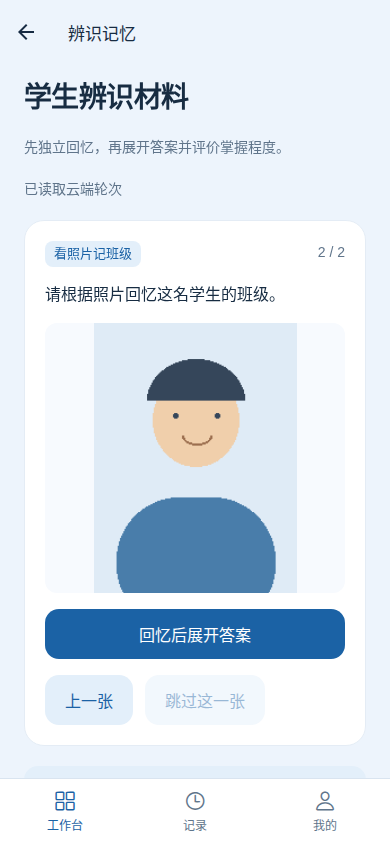 辨识记忆
学生辨识材料
先独立回忆，再展开答案并评价掌握程度。
已读取云端轮次
看照片记班级
2 / 2
请根据照片回忆这名学生的班级。
回忆后展开答案
上一张
跳过这一张
工作台
记录
我的